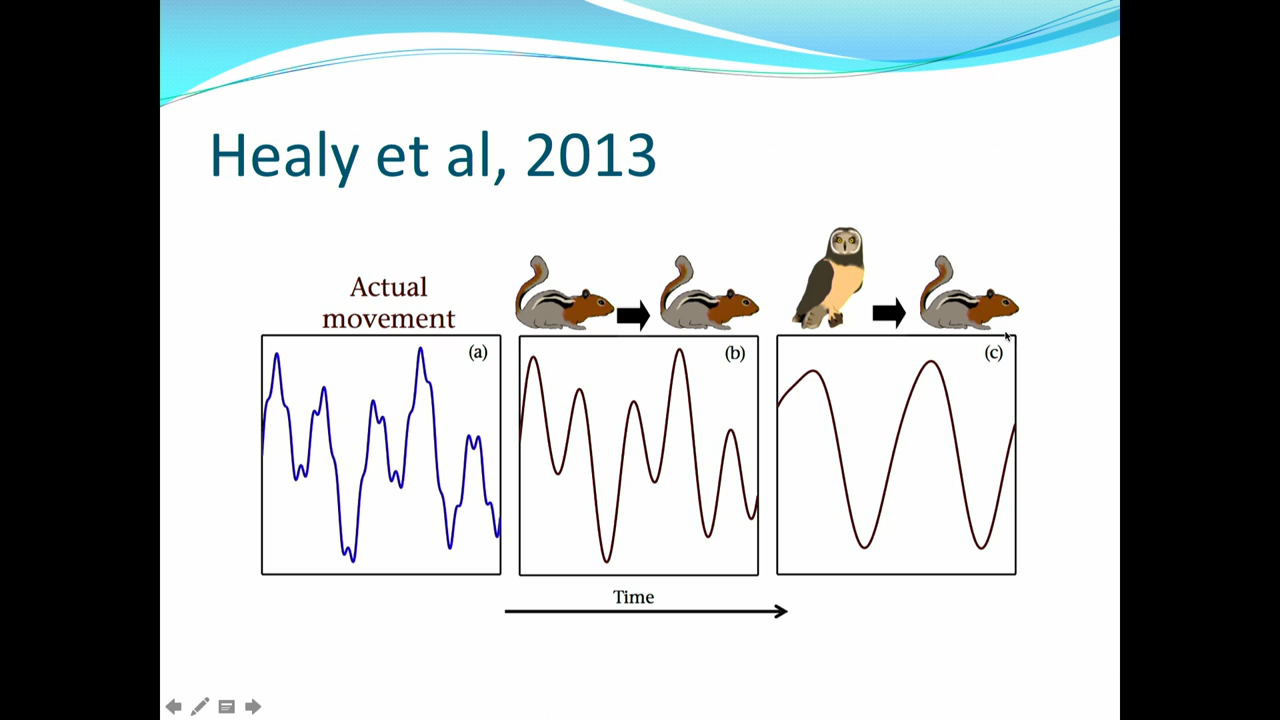 Healy et al, 2013
Actual
movement
(a)
(b)
(c)
Time